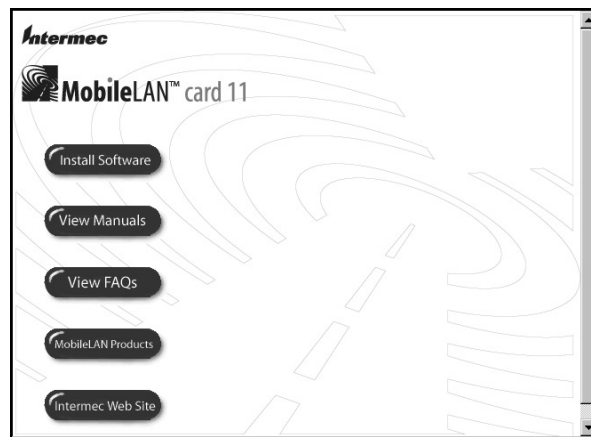 Intermec
MobileLAN™ card 11
Install Software
View Manuals
View FAQs
MobileLAN Products
Intermec Web Site